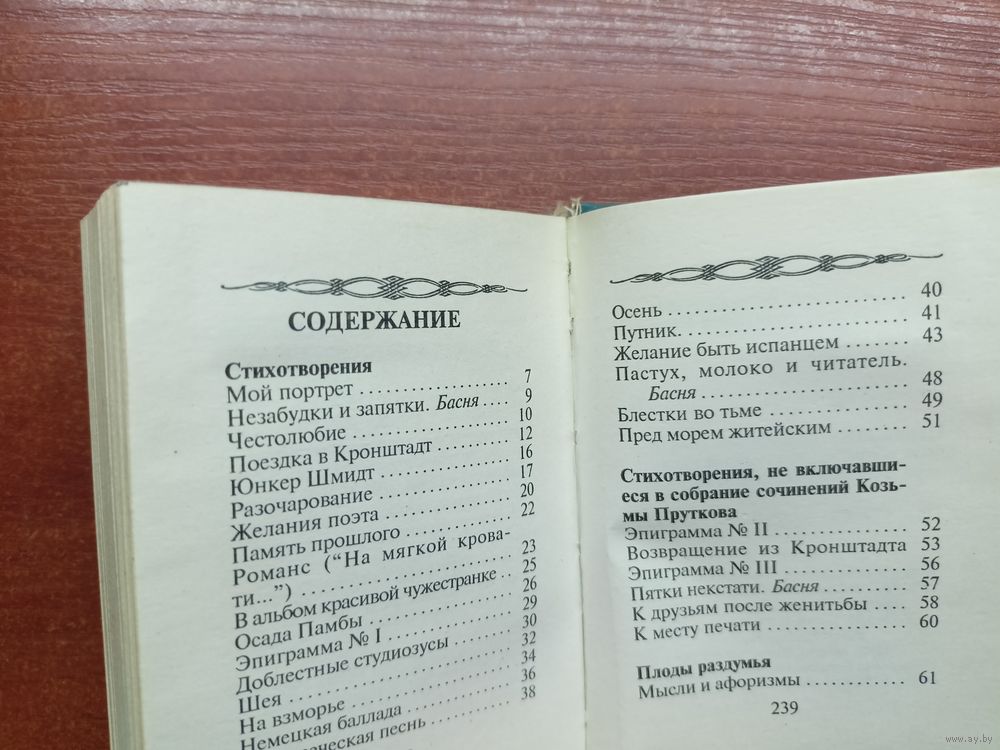 СОДЕРЖАНИЕ
Стихотворения
Мой портрет .................. 7
Незабудки и запятки. Басня .... 9
Честолюбие .................. 10
Поездка в Кронштадт .......... 12
Юнкер Шмидт ................ 16
Разочарование ................ 17
Желания поэта ................ 20
Память прошлого .............. 22
Романс (“На мягкой крова-
ти...”) ...................... 23
В альбом красивой чужестранке .. 25
Осада Памбы ................ 26
Эпиграмма № I ................ 29
Доблестные студиозусы ........ 30
Шея ........................ 32
На взморье .................. 34
Немецкая баллада ............ 36
ческая песнь ................ 38
Осень ...................... 40
Путник ...................... 41
Желание быть испанцем ....... 43
Пастух, молоко и читатель.
Басня ...................... 48
Блестки во тьме .............. 49
Пред морем житейским ........ 51
Стихотворения, не включавши-
еся в собрание сочинений Козь-
мы Пруткова
Эпиграмма № II .............. 52
Возвращение из Кронштадта 53
Эпиграмма № III .............. 56
Пятки некстати. Басня ........ 57
К друзьям после женитьбы .... 58
К месту печати .............. 60
Плоды раздумья
Мысли и афоризмы ............ 61
239
www.ay.by